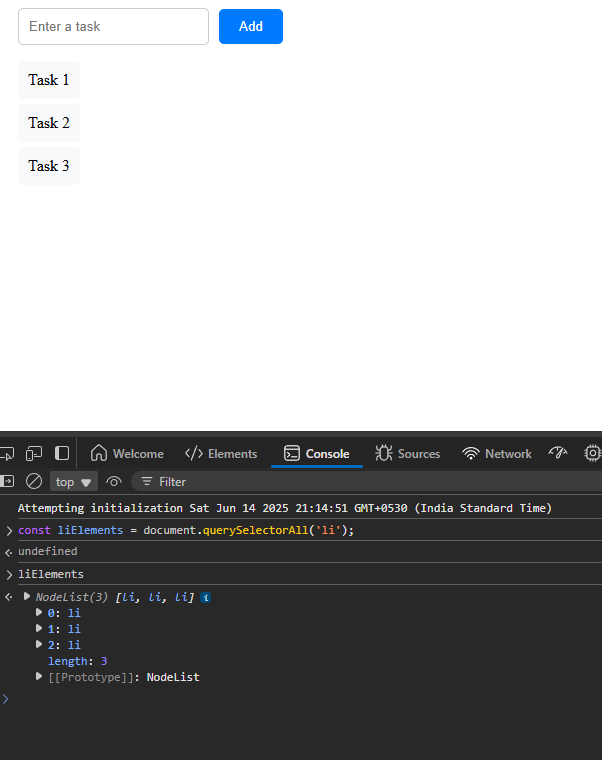 Enter a task
Add
Task 1
Task 2
Task 3
Welcome
Elements
Console
Sources
Network
top
Filter
Attempting initialization Sat Jun 14 2025 21:14:51 GMT+0530 (India Standard Time)
const liElements = document.querySelectorAll('li');
undefined
liElements
NodeList(3) [li, li, li]
0: li
1: li
2: li
length: 3
[[Prototype]]: NodeList